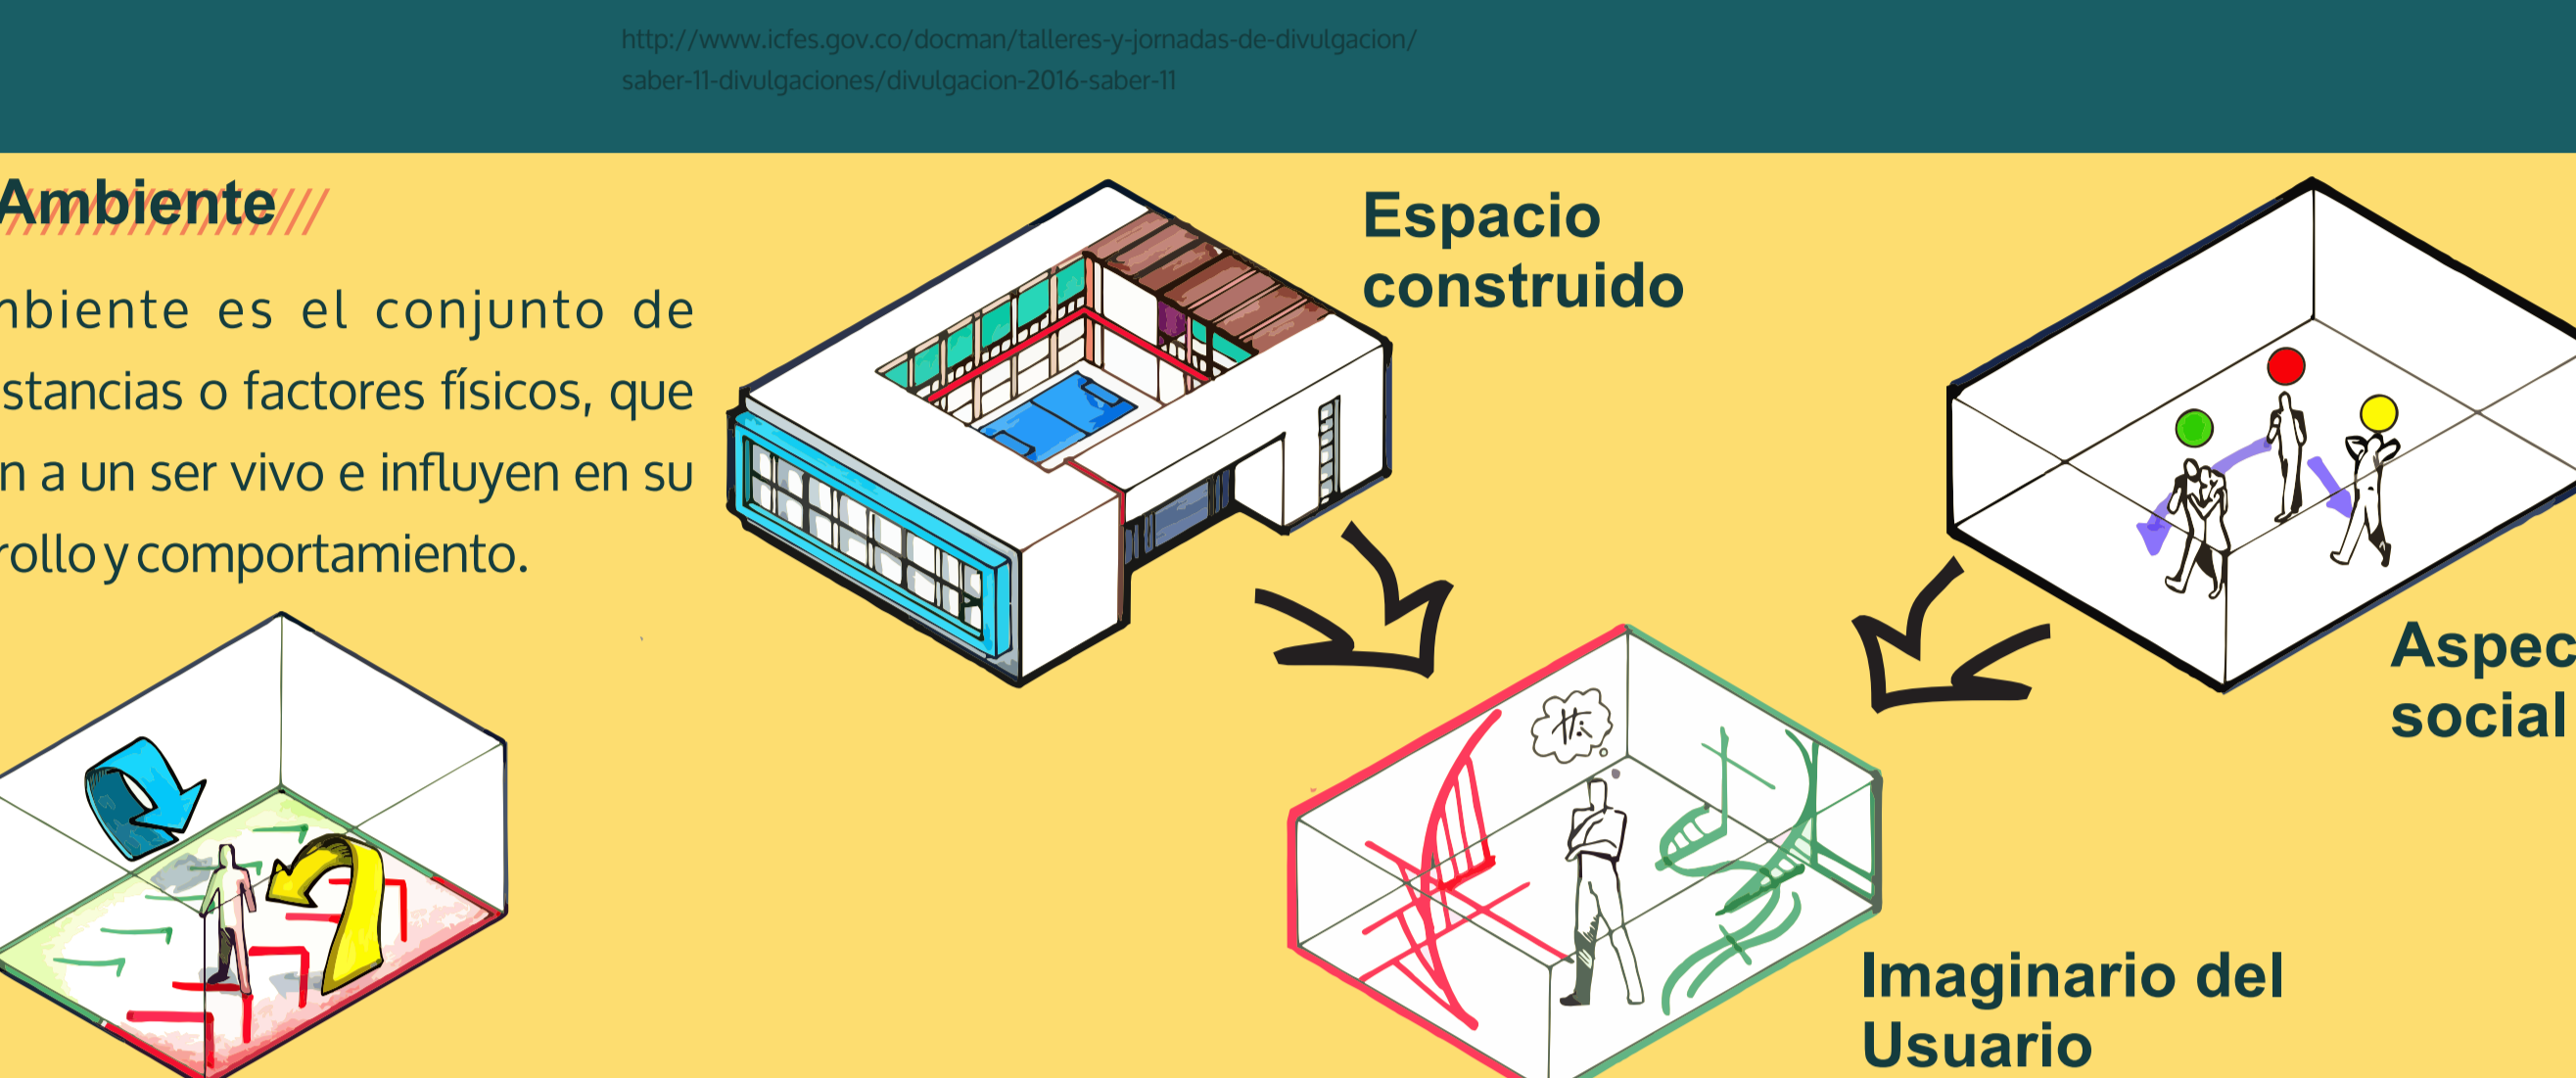 http://www.icfes.gov.co/docman/talleres-y-jornadas-de-divulgacion/
saber-11-divulgaciones/divulgacion-2016-saber-11
Ambiente
mbiente es el conjunto de
stancias o factores físicos, que
n a un ser vivo e influyen en su
rollo y comportamiento.
Espacio
construido
Aspec
social
Imaginario del
Usuario